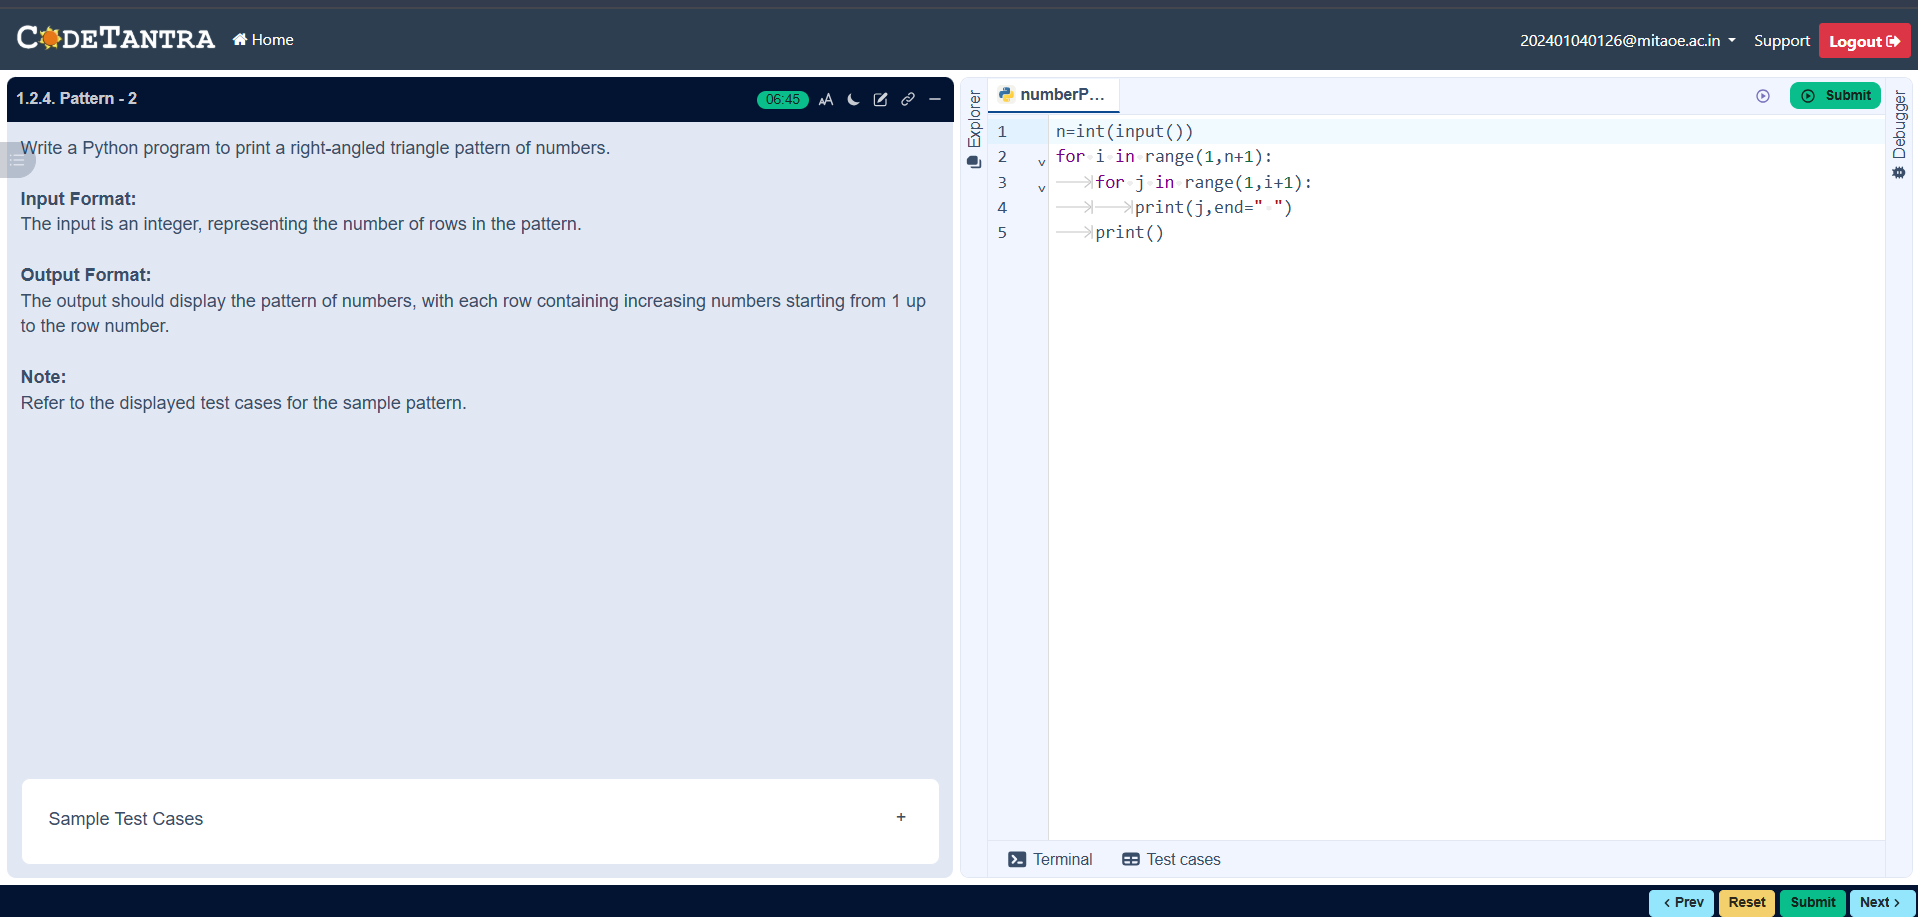 CODETANTRA Home
202401040126@mitaoe.ac.in Support Logout
1.2.4. Pattern - 2
06:45 AA
Write a Python program to print a right-angled triangle pattern of numbers.
Input Format:
The input is an integer, representing the number of rows in the pattern.
Output Format:
The output should display the pattern of numbers, with each row containing increasing numbers starting from 1 up
to the row number.
Note:
Refer to the displayed test cases for the sample pattern.
Sample Test Cases +
Explorer
numberP...
Submit
Debugger
1 n=int(input())
2 for i in range(1,n+1):
3 for j in range(1,i+1):
4 print(j,end=" ")
5 print()
Terminal Test cases
< Prev Reset Submit Next >